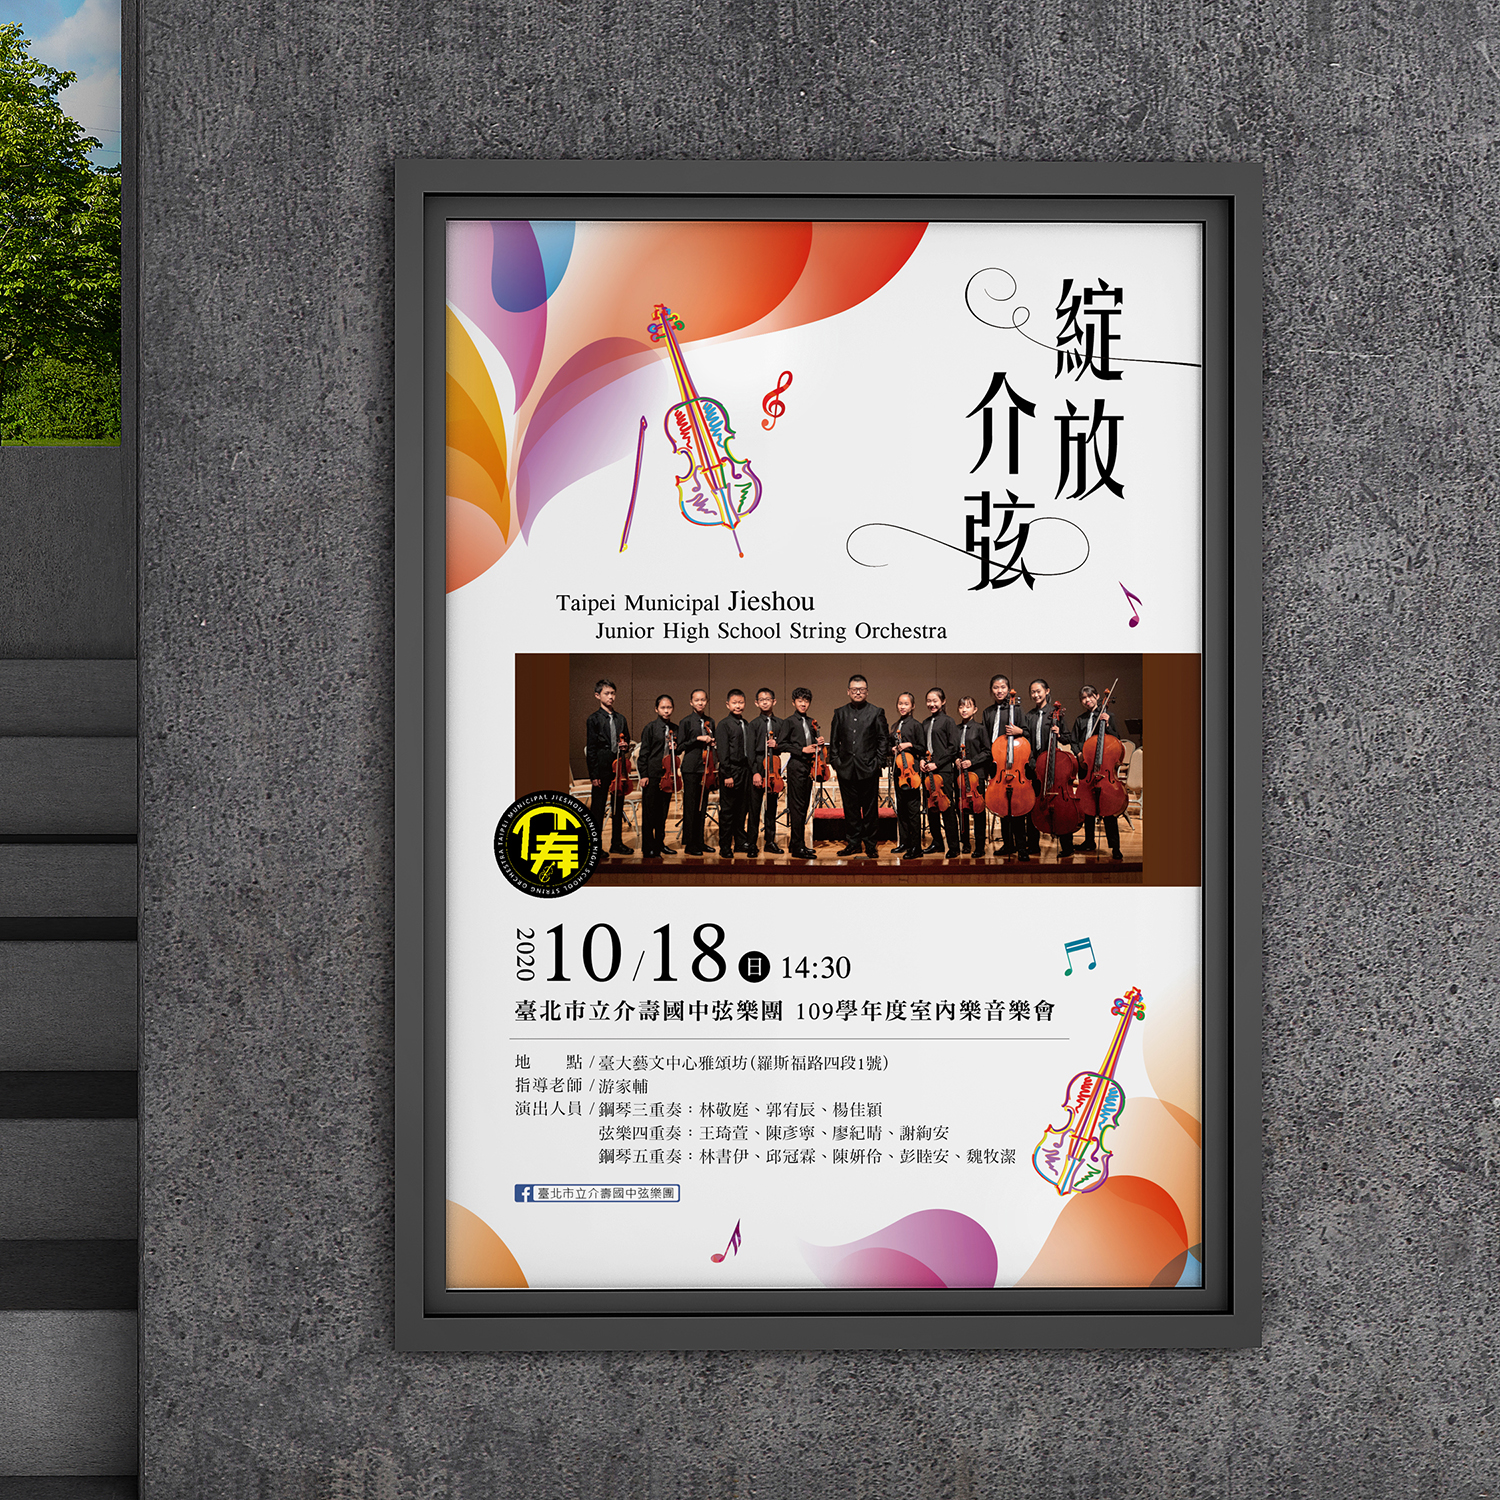 綻放
介弦
Taipei Municipal Jieshou
Junior High School String Orchestra
TAIPEI MUNICIPAL JIESHOU JUNIOR HIGH SCHOOL STRING ORCHESTRA
2020 10/18 日 14:30
臺北市立介壽國中弦樂團 109學年度室內樂音樂會
地　點/臺大藝文中心雅頌坊(羅斯福路四段1號)
指導老師/游家輔
演出人員/鋼琴三重奏：林敬庭、郭宥辰、楊佳穎
弦樂四重奏：王琦萱、陳彥寧、廖紀晴、謝絢安
鋼琴五重奏：林書伊、邱冠霖、陳妍伶、彭睦安、魏牧潔
f 臺北市立介壽國中弦樂團